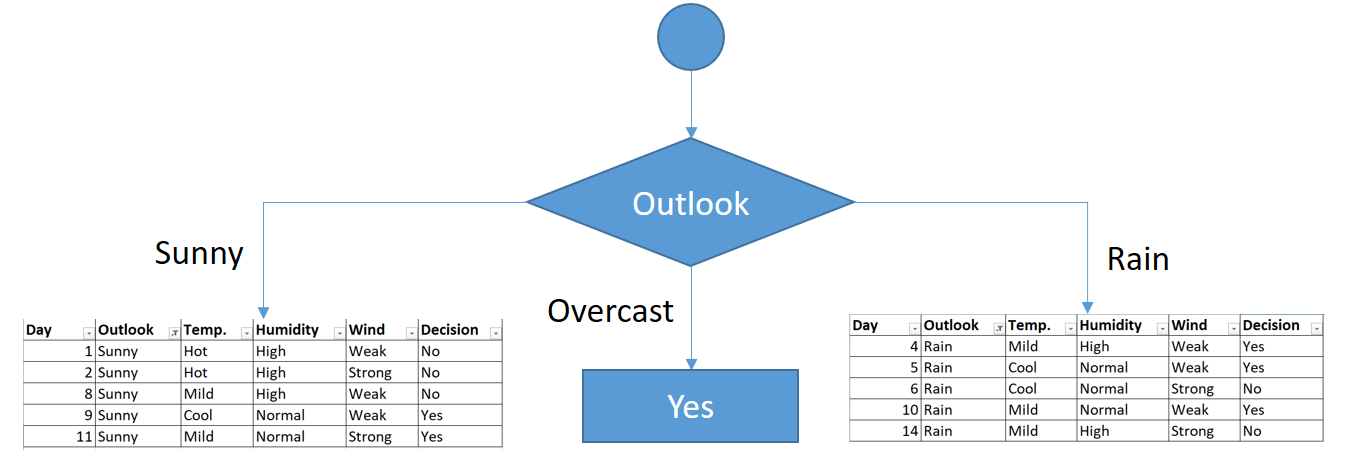 Outlook
Sunny
Overcast
Rain
Day Outlook Temp. Humidity Wind Decision
1 Sunny Hot High Weak No
2 Sunny Hot High Strong No
8 Sunny Mild High Weak No
9 Sunny Cool Normal Weak Yes
11 Sunny Mild Normal Strong Yes
Yes
Day Outlook Temp. Humidity Wind Decision
4 Rain Mild High Weak Yes
5 Rain Cool Normal Weak Yes
6 Rain Cool Normal Strong No
10 Rain Mild Normal Weak Yes
14 Rain Mild High Strong No